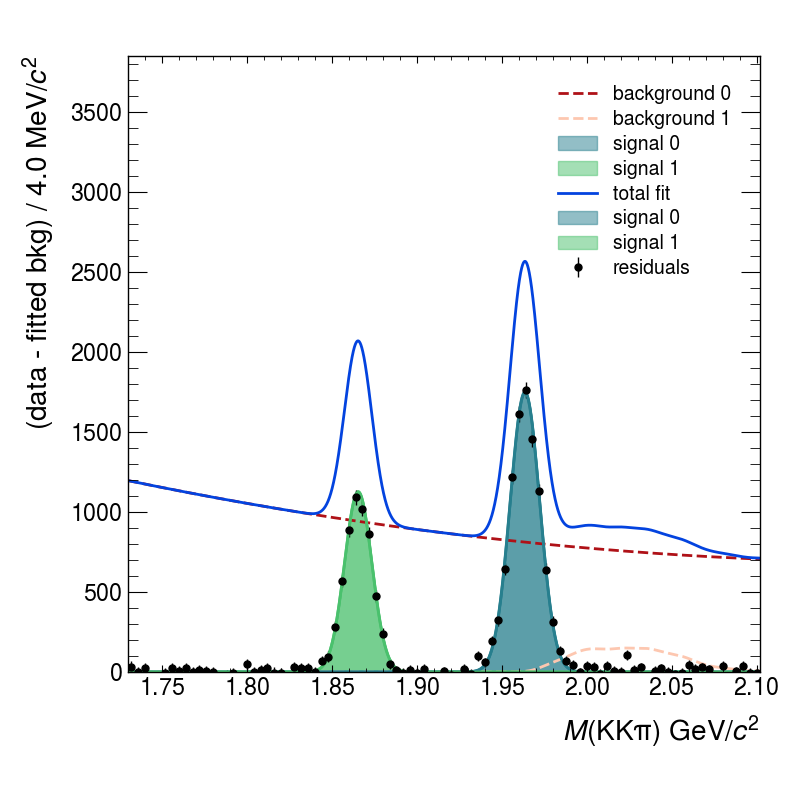 (data - fitted bkg) / 4.0 MeV/c²
3500
3000
2500
2000
1500
1000
500
0
background 0
background 1
signal 0
signal 1
total fit
signal 0
signal 1
residuals
1.75 1.80 1.85 1.90 1.95 2.00 2.05 2.10
M(KKπ) GeV/c²